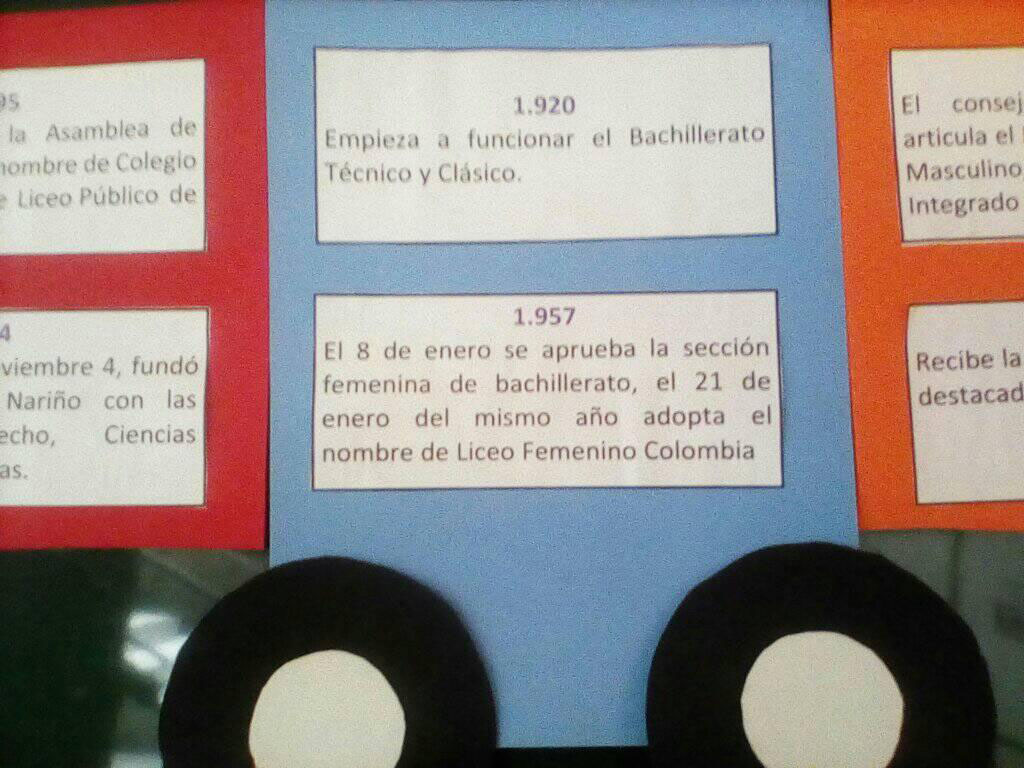 95
la Asamblea de
nombre de Colegio
e Liceo Público de
4
viembre 4, fundó
Nariño con las
echo, Ciencias
as.
1.920
Empieza a funcionar el Bachillerato
Técnico y Clásico.
1.957
El 8 de enero se aprueba la sección
femenina de bachillerato, el 21 de
enero del mismo año adopta el
nombre de Liceo Femenino Colombia
El consej
articula el
Masculino
Integrado
Recibe la
destacad